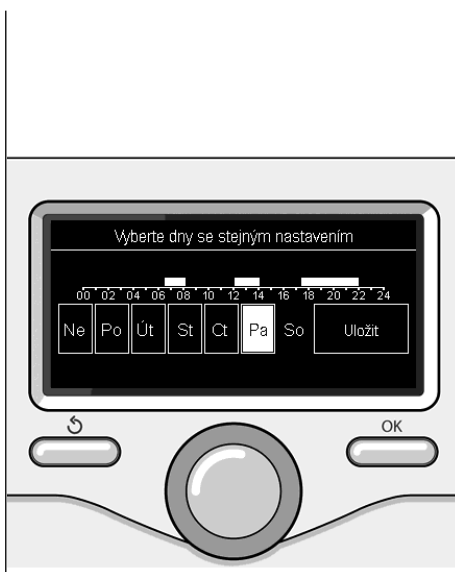 Vyberte dny se stejným nastavením
00 02 04 06 08 10 12 14 16 18 20 22 24
Ne Po Út St Ct Pa So Uložit
OK